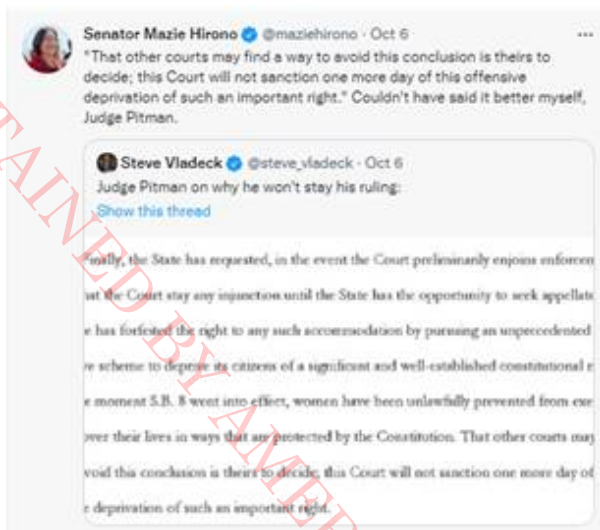 Senator Mazie Hirono @maziehirono · Oct 6 ...
"That other courts may find a way to avoid this conclusion is theirs to
decide; this Court will not sanction one more day of this offensive
deprivation of such an important right." Couldn't have said it better myself,
Judge Pitman.
Steve Vladeck @steve_vladeck · Oct 6
Judge Pitman on why he won't stay his ruling:
Show this thread
inally, the State has requested, in the event the Court preliminarily enjoins enforcem
at the Court stay any injunction until the State has the opportunity to seek appellate
e has forfeited the right to any such accommodation by pursuing an unprecedented
ve scheme to deprive its citizens of a significant and well-established constitutional r
e moment S.B. 8 went into effect, women have been unlawfully prevented from exe
over their lives in ways that are protected by the Constitution. That other courts may
void this conclusion is theirs to decide; this Court will not sanction one more day of
e deprivation of such an important right.
TAINED BY AMER